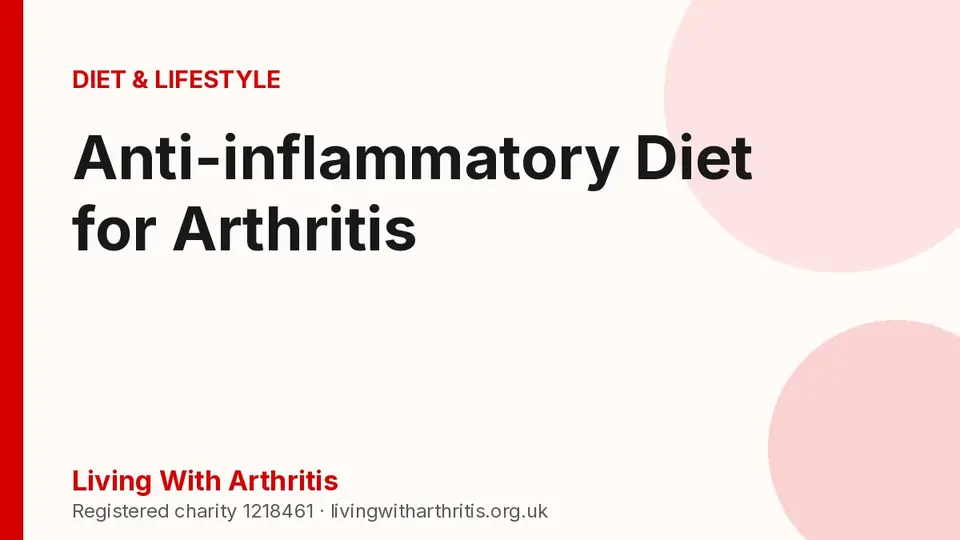 DIET & LIFESTYLE
Anti-inflammatory Diet
for Arthritis
Living With Arthritis
Registered charity 1218461 · livingwitharthritis.org.uk